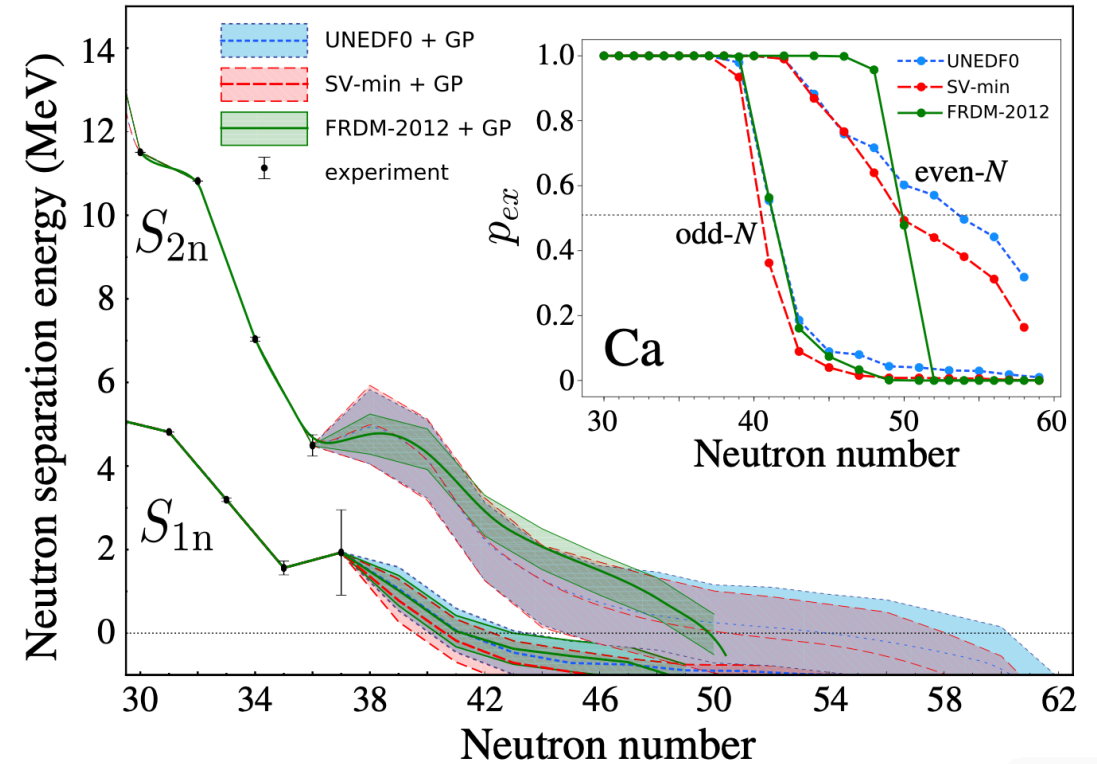 Neutron separation energy (MeV)
14
12
10
8
6
4
2
0
UNEDF0 + GP
SV-min + GP
FRDM-2012 + GP
experiment
S2n
S1n
30
34
38
42
46
50
54
58
62
Neutron number
pex
1.0
0.8
0.6
0.4
0.2
0
UNEDF0
SV-min
FRDM-2012
even-N
odd-N
Ca
30
40
50
60
Neutron number